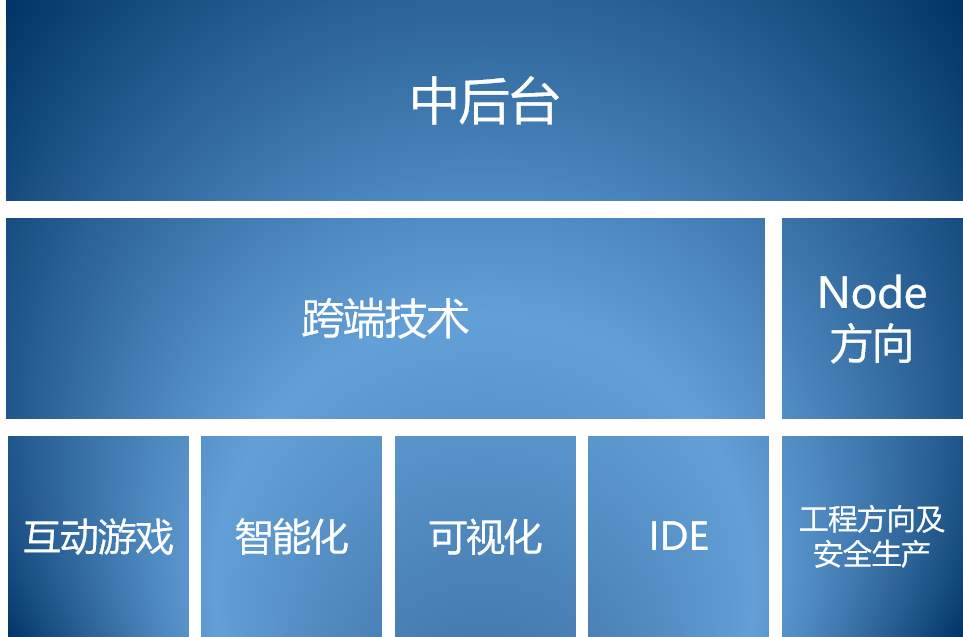 中后台
跨端技术
Node
方向
互动游戏
智能化
可视化
IDE
工程方向及
安全生产